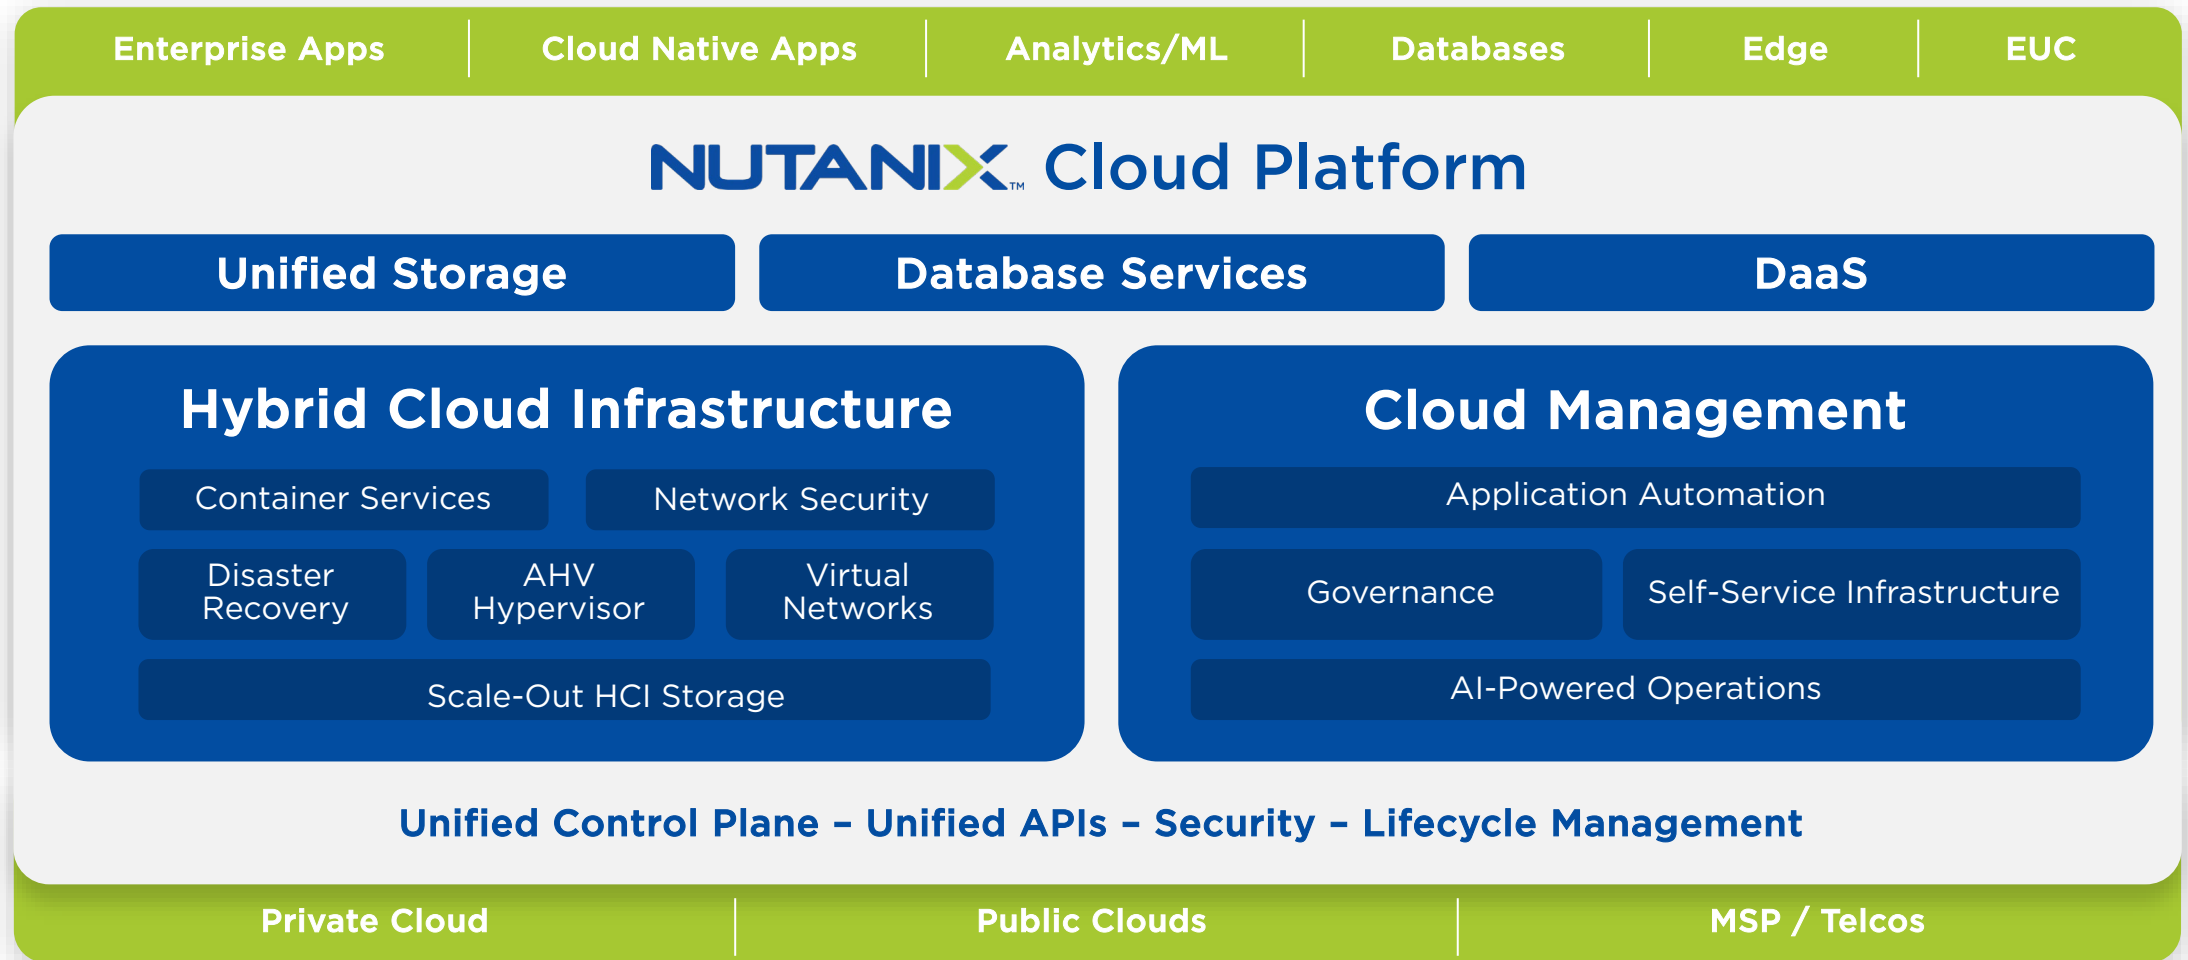 Enterprise Apps
Cloud Native Apps
Analytics/ML
Databases
Edge
EUC
NUTANIX™ Cloud Platform
Unified Storage
Database Services
DaaS
Hybrid Cloud Infrastructure
Container Services
Network Security
Disaster
Recovery
AHV
Hypervisor
Virtual
Networks
Scale-Out HCI Storage
Cloud Management
Application Automation
Governance
Self-Service Infrastructure
AI-Powered Operations
Unified Control Plane – Unified APIs – Security – Lifecycle Management
Private Cloud
Public Clouds
MSP / Telcos